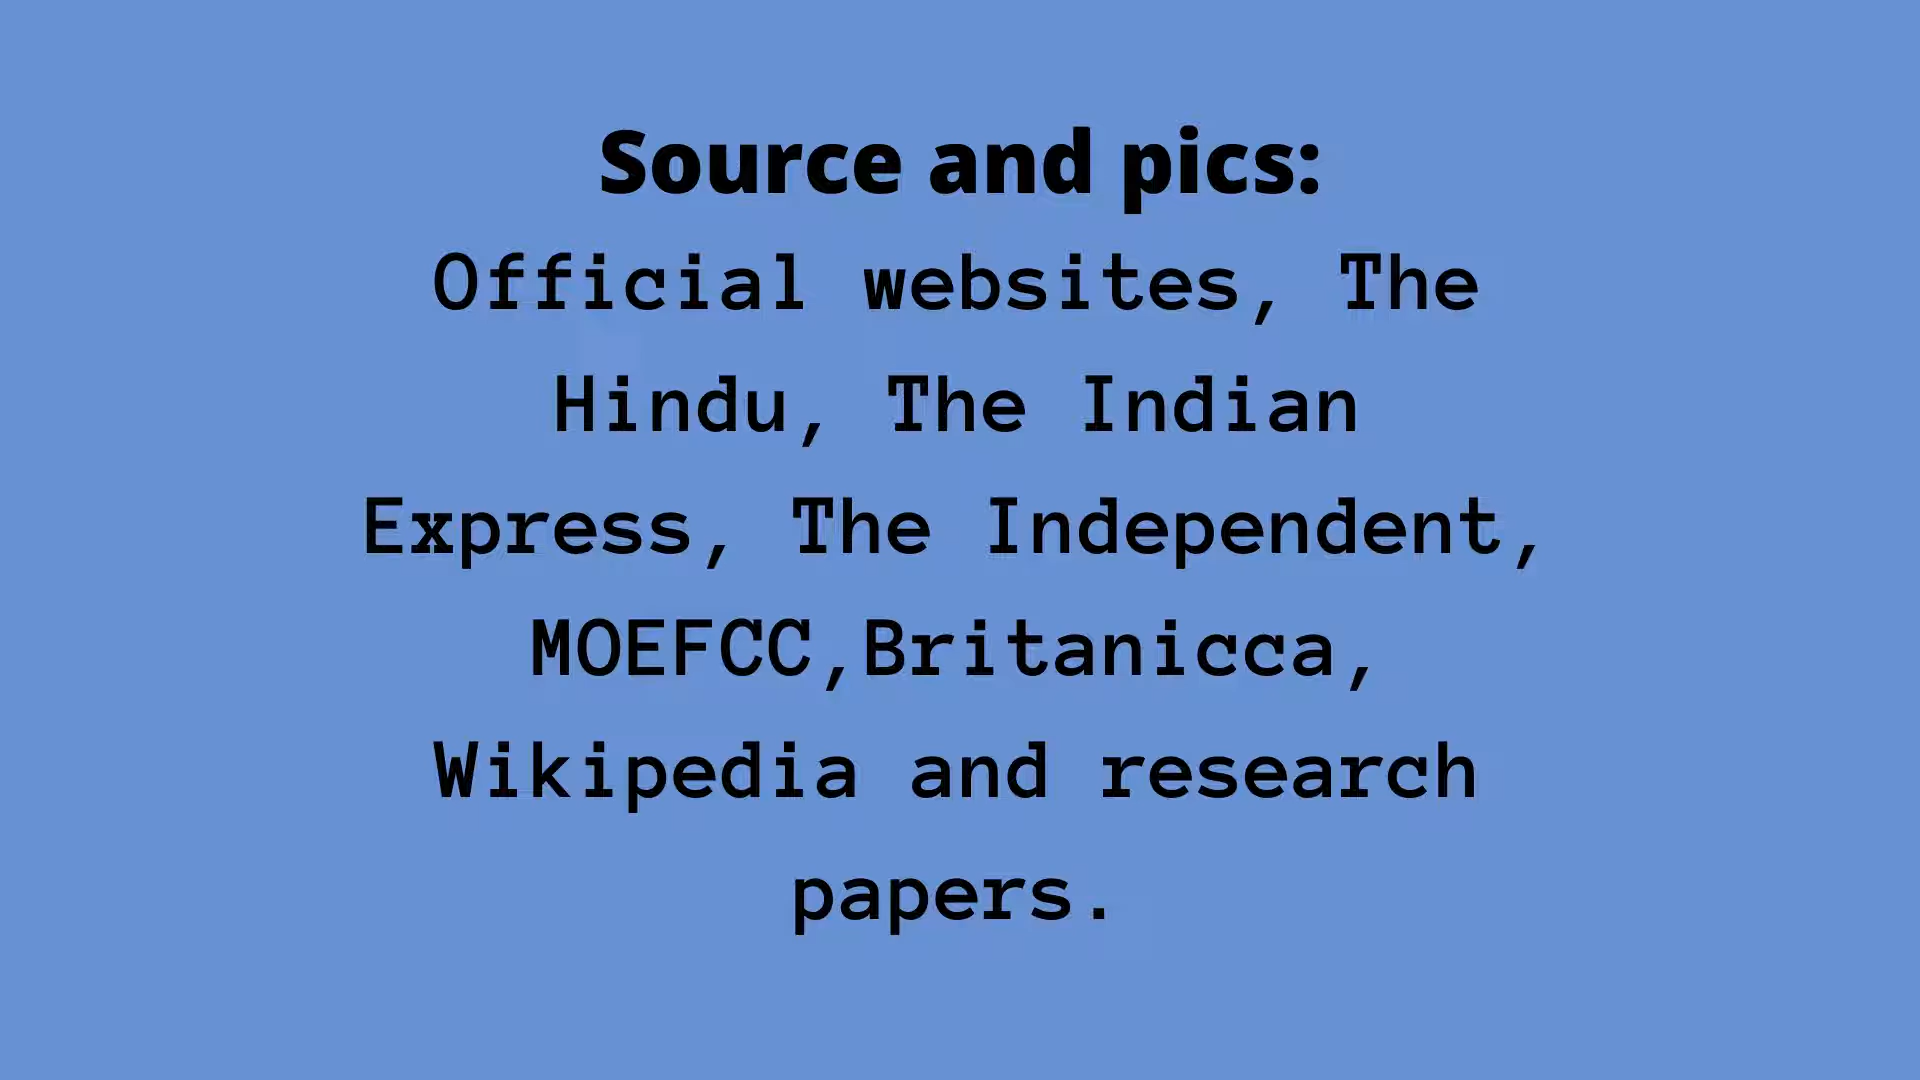 Source and pics:
Official websites, The
Hindu, The Indian
Express, The Independent,
MOEFCC,Britanicca,
Wikipedia and research
papers.